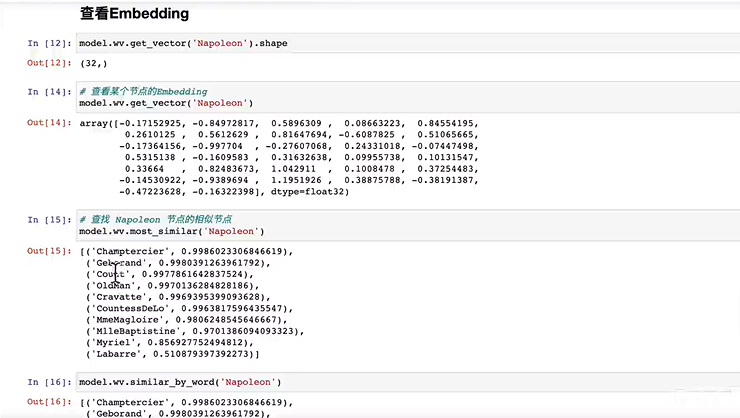 查看Embedding
In [12]: model.wv.get_vector('Napoleon').shape
Out[12]: (32,)
In [14]: # 查看某个节点的Embedding
model.wv.get_vector('Napoleon')
Out[14]: array([-0.17152925, -0.84972817, 0.5896309 , 0.08663223, 0.84554195,
0.2610125 , 0.5612629 , 0.81647694, -0.6087825 , 0.51065665,
-0.17364156, -0.997704 , -0.27607068, 0.24331018, -0.07447498,
0.5315138 , -0.1609583 , 0.31632638, 0.09955738, 0.10131547,
0.33664 , 0.82483673, 1.042911 , 0.1008478 , 0.37254483,
-0.14530922, -0.9389694 , 1.1951926 , 0.38875788, -0.38191387,
-0.47223628, -0.16322398], dtype=float32)
In [15]: # 查找 Napoleon 节点的相似节点
model.wv.most_similar('Napoleon')
Out[15]: [('Champtercier', 0.9986023306846619),
('Geborand', 0.9980391263961792),
('Count', 0.9977861642837524),
('OldMan', 0.9970136284828186),
('Cravatte', 0.9969395399093628),
('CountessDeLo', 0.9963817596435547),
('MmeMagloire', 0.9806248545646667),
('MlleBaptistine', 0.9701386094093323),
('Myriel', 0.856927752494812),
('Labarre', 0.510879397392273)]
In [16]: model.wv.similar_by_word('Napoleon')
Out[16]: [('Champtercier', 0.9986023306846619),
('Geborand', 0.9980391263961792),